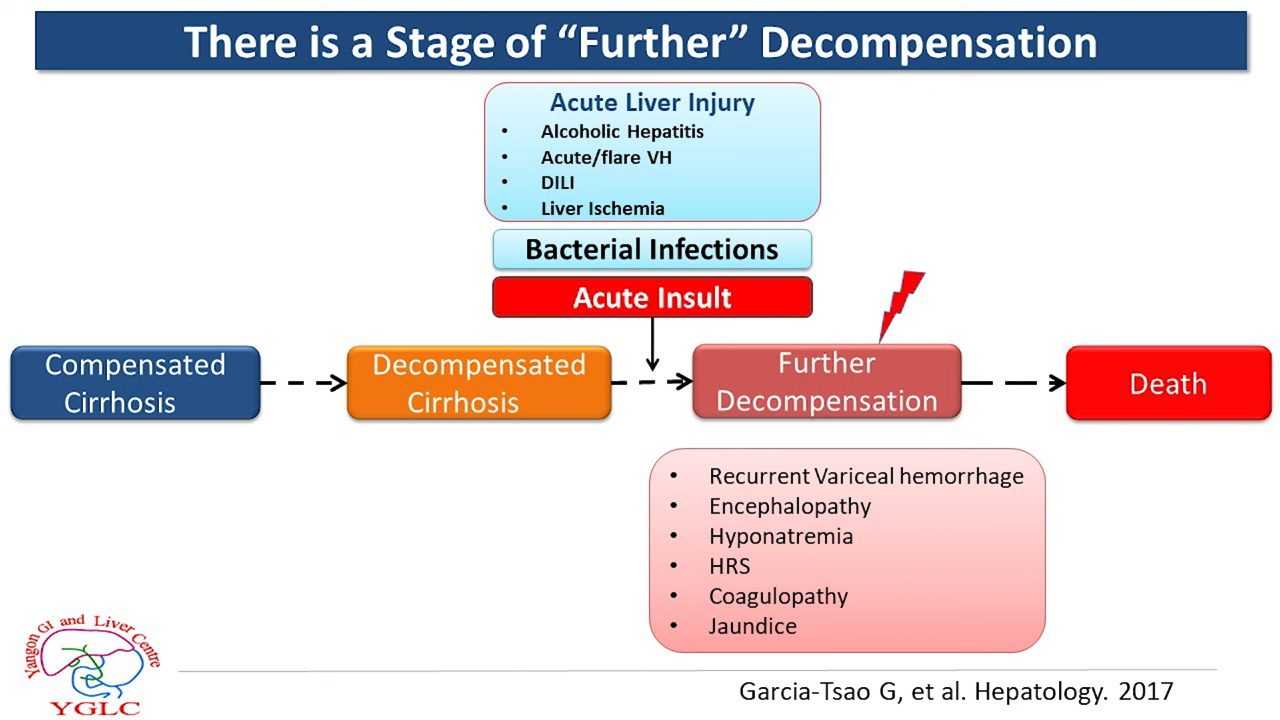 There is a Stage of “Further” Decompensation
Acute Liver Injury
• Alcoholic Hepatitis
• Acute/flare VH
• DILI
• Liver Ischemia
Bacterial Infections
Acute Insult
Compensated
Cirrhosis
Decompensated
Cirrhosis
Further
Decompensation
Death
• Recurrent Variceal hemorrhage
• Encephalopathy
• Hyponatremia
• HRS
• Coagulopathy
• Jaundice
Yangon GI and Liver Centre
YGLC
Garcia-Tsao G, et al. Hepatology. 2017